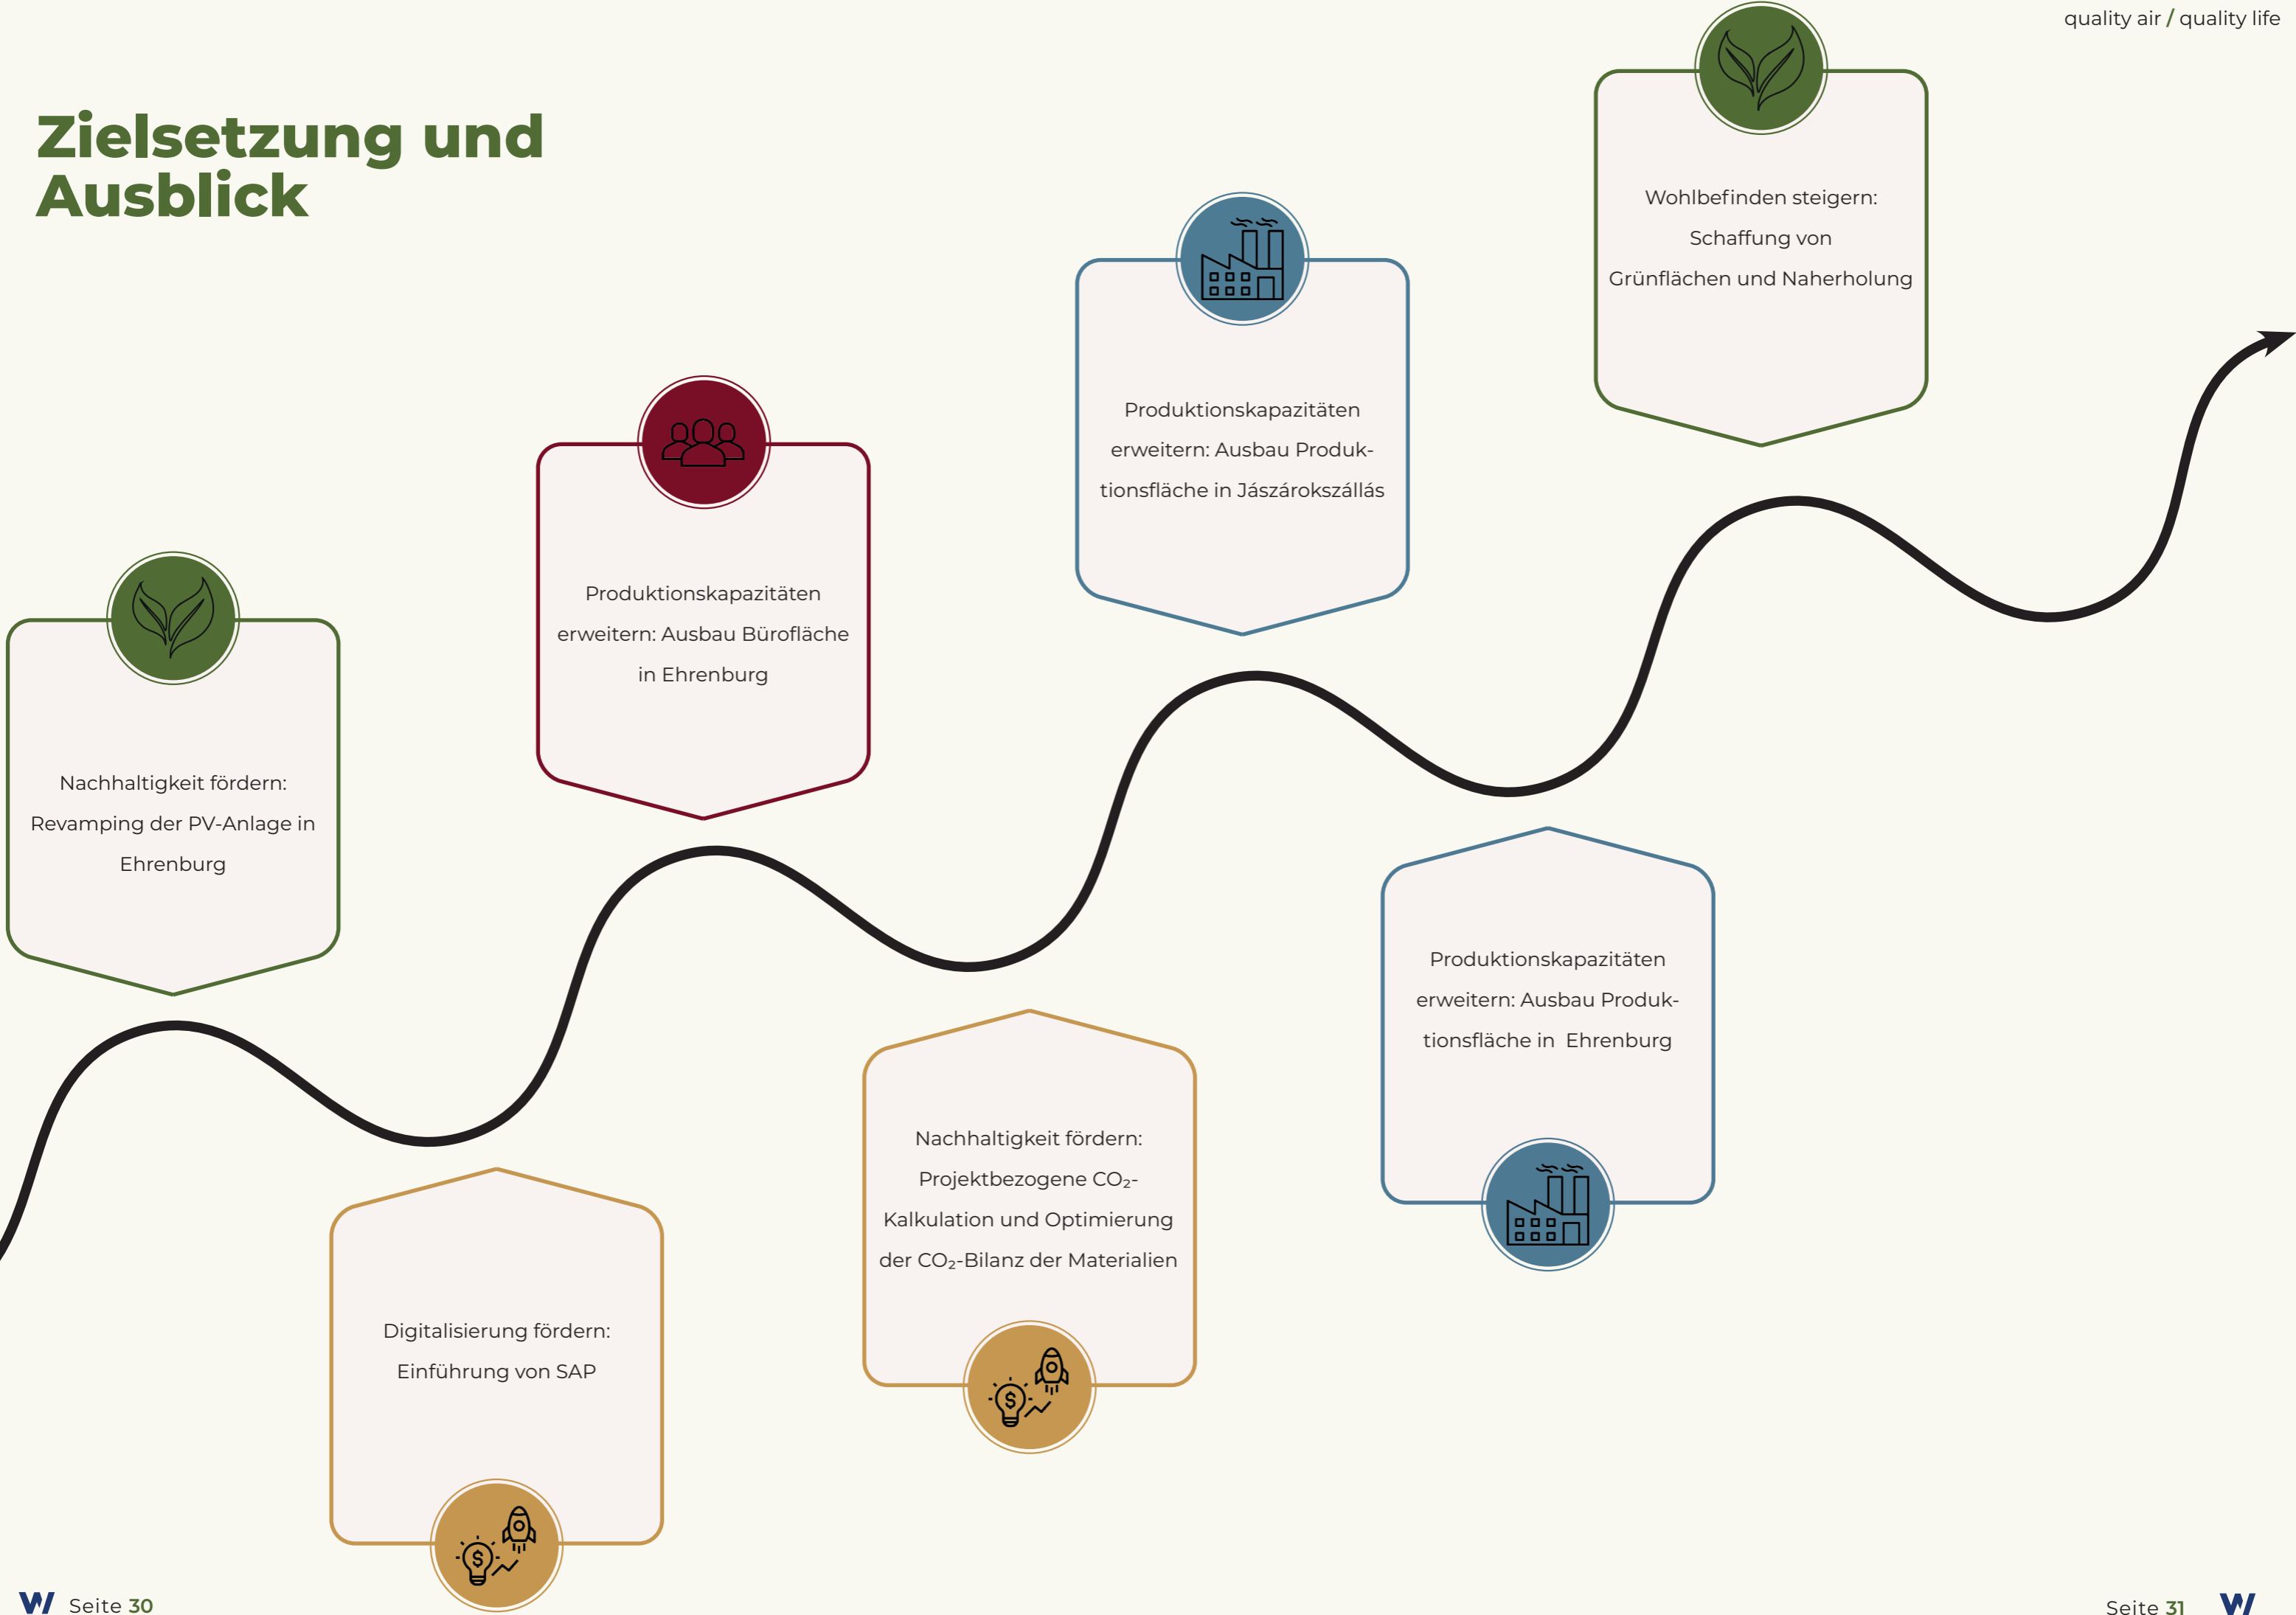 quality air / quality life
Zielsetzung und
Ausblick
Nachhaltigkeit fördern:
Revamping der PV-Anlage in
Ehrenburg
Digitalisierung fördern:
Einführung von SAP
Produktionskapazitäten
erweitern: Ausbau Bürofläche
in Ehrenburg
Nachhaltigkeit fördern:
Projektbezogene CO₂-
Kalkulation und Optimierung
der CO₂-Bilanz der Materialien
Produktionskapazitäten
erweitern: Ausbau Produk-
tionsfläche in Jászárokszállás
Produktionskapazitäten
erweitern: Ausbau Produk-
tionsfläche in Ehrenburg
Wohlbefinden steigern:
Schaffung von
Grünflächen und Naherholung
W Seite 30
Seite 31 W